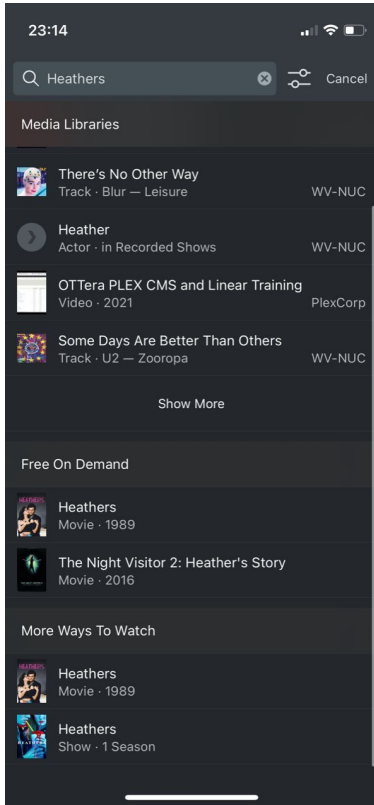 23:14
Heathers
Cancel
Media Libraries
There's No Other Way
Track · Blur — Leisure
WV-NUC
Heather
Actor · in Recorded Shows
WV-NUC
OTTera PLEX CMS and Linear Training
Video · 2021
PlexCorp
Some Days Are Better Than Others
Track · U2 — Zooropa
WV-NUC
Show More
Free On Demand
HEATHERS
Heathers
Movie · 1989
The Night Visitor 2: Heather's Story
Movie · 2016
More Ways To Watch
HEATHERS
Heathers
Movie · 1989
HEATHERS
Heathers
Show · 1 Season